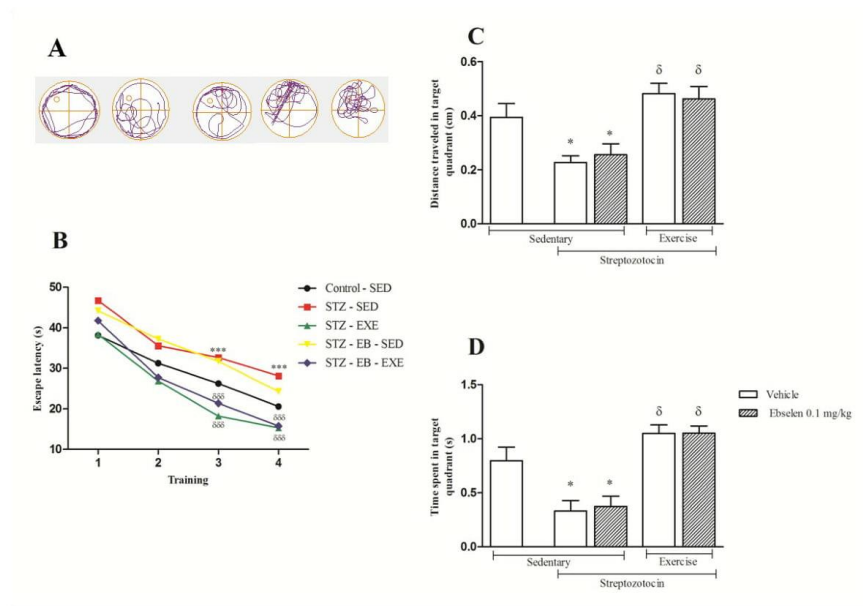 A
B
50
40
30
20
10
Escape latency (s)
1 2 3 4
Training
***
***
δδδ
δδδ
δδδ
δδδ
Control - SED
STZ - SED
STZ - EXE
STZ - EB - SED
STZ - EB - EXE
C
0.6
0.4
0.2
0.0
Distance traveled in target
quadrant (cm)
* * δ δ
Sedentary Exercise
Streptozotocin
D
1.5
1.0
0.5
0.0
Time spent in target
quadrant (s)
* * δ δ
Sedentary Exercise
Streptozotocin
Vehicle
Ebselen 0.1 mg/kg